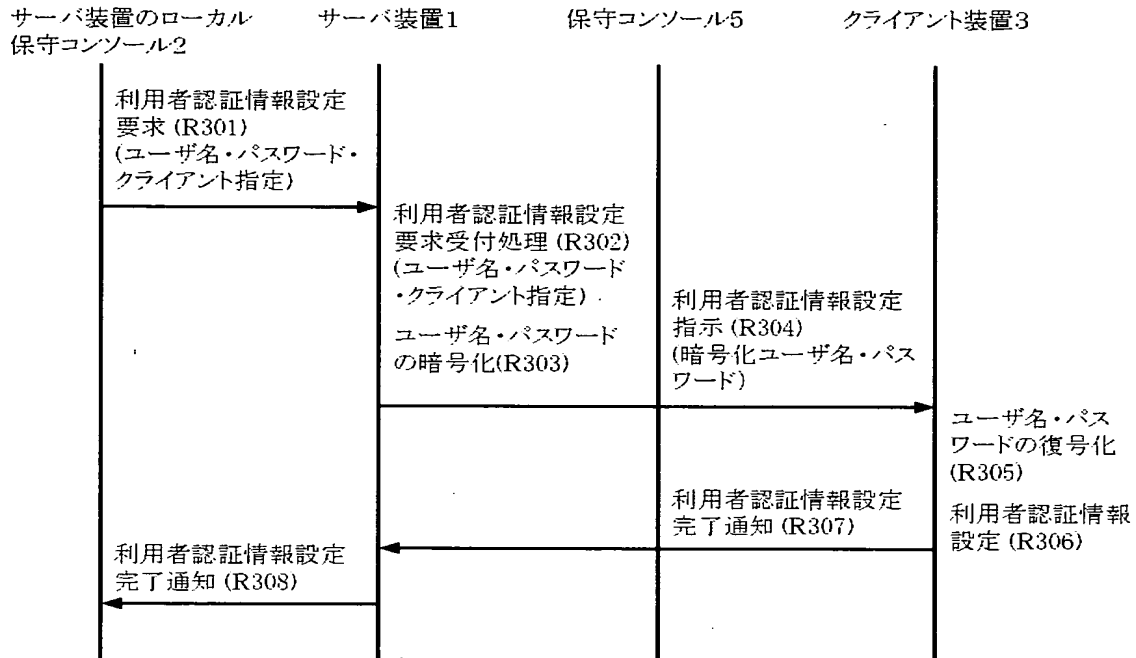 サーバ装置のローカル
保守コンソール2
サーバ装置1
保守コンソール5
クライアント装置3
利用者認証情報設定
要求 (R301)
(ユーザ名・パスワード・
クライアント指定)
利用者認証情報設定
要求受付処理 (R302)
(ユーザ名・パスワード
・クライアント指定)
ユーザ名・パスワード
の暗号化(R303)
利用者認証情報設定
指示 (R304)
(暗号化ユーザ名・パス
ワード)
ユーザ名・パス
ワードの復号化
(R305)
利用者認証情報
設定 (R306)
利用者認証情報設定
完了通知 (R307)
利用者認証情報設定
完了通知 (R308)